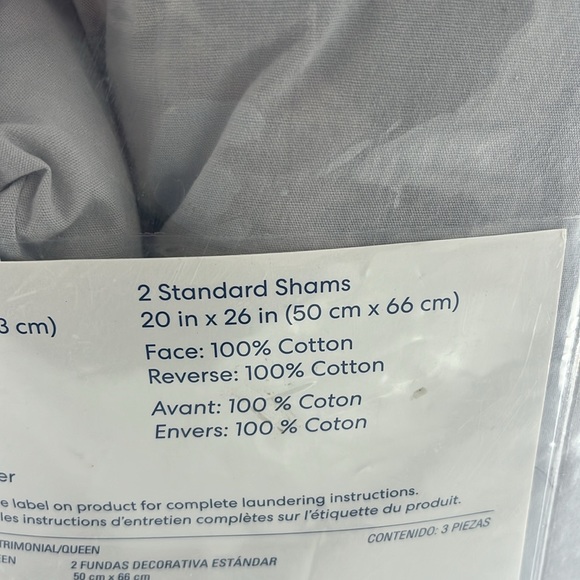 2 Standard Shams
20 in x 26 in (50 cm x 66 cm)
3 cm)
Face: 100% Cotton
Reverse: 100% Cotton
Avant: 100 % Coton
Envers: 100 % Coton
er
e label on product for complete laundering instructions.
les instructions d'entretien complètes sur l'étiquette du produit.
TRIMONIAL/QUEEN
CONTENIDO: 3 PIEZAS
EEN
2 FUNDAS DECORATIVA ESTÁNDAR
50 cm x 66 cm